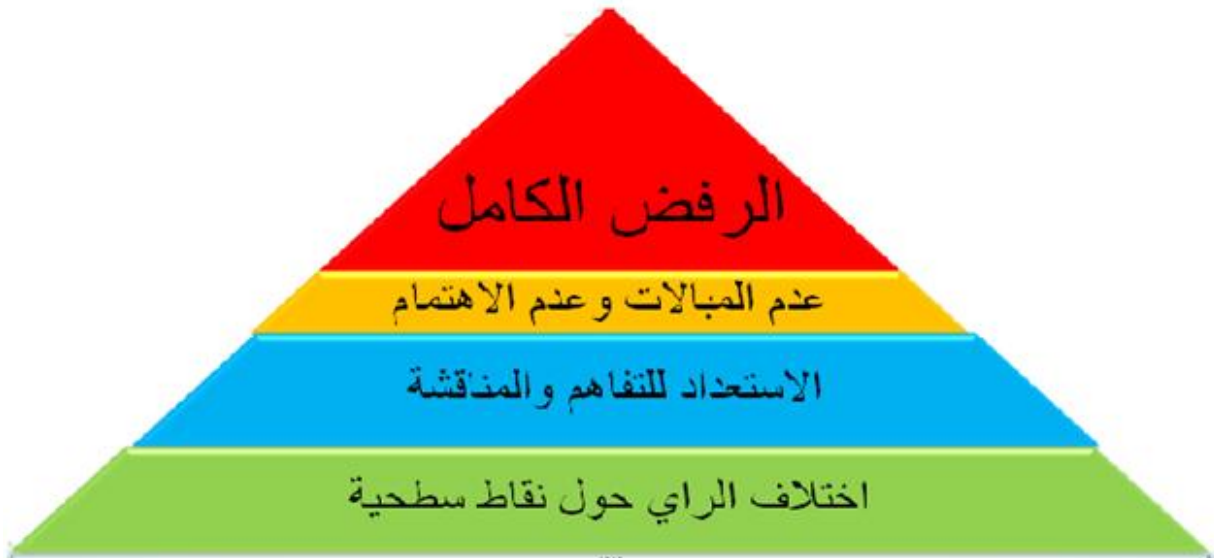 الرفض الكامل
عدم المبالات وعدم الاهتمام
الاستعداد للتفاهم والمناقشة
اختلاف الراي حول نقاط سطحية